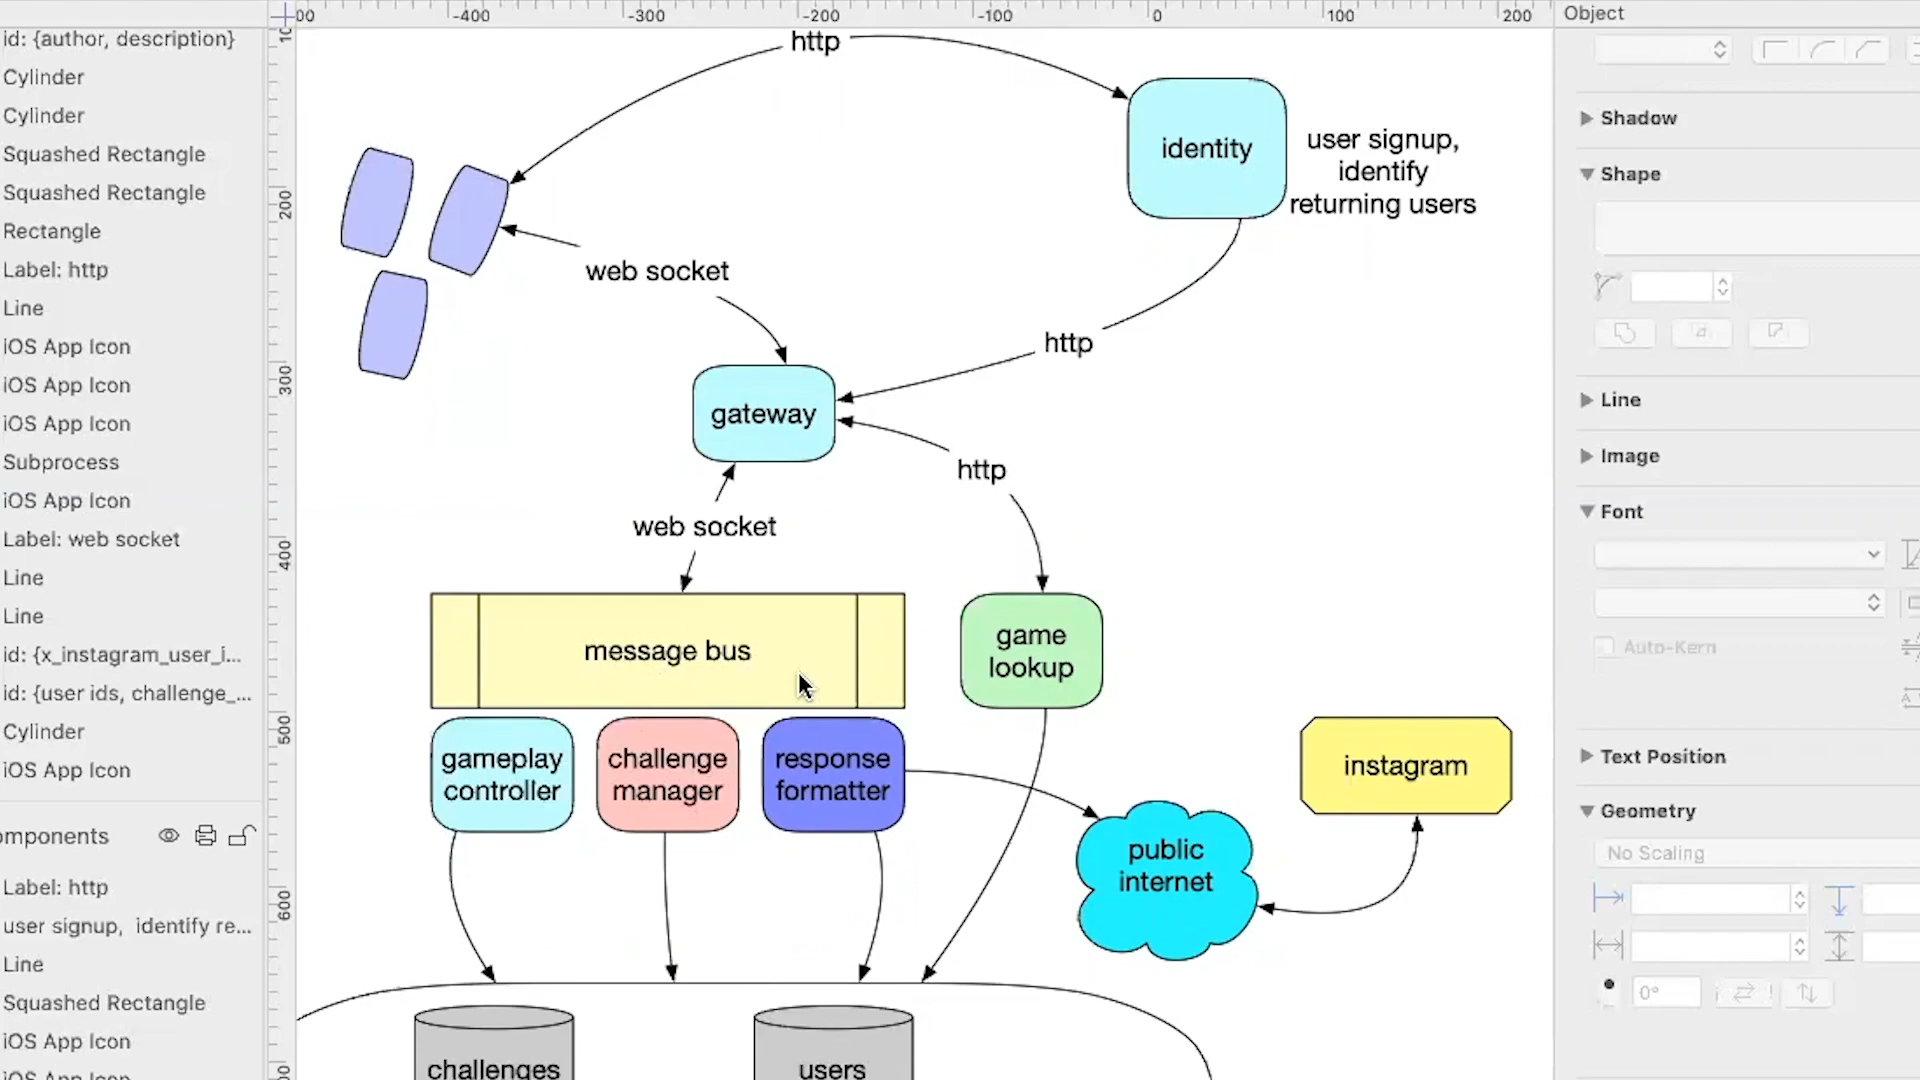 -400
-300
-200
-100
0
100
200
Object
id: {author, description}
Cylinder
Cylinder
Squashed Rectangle
Squashed Rectangle
Rectangle
Label: http
Line
iOS App Icon
iOS App Icon
iOS App Icon
Subprocess
iOS App Icon
Label: web socket
Line
Line
id: {x_instagram_user_i...
id: {user ids, challenge_...
Cylinder
iOS App Icon
omponents
Label: http
user signup, identify re...
Line
Squashed Rectangle
iOS App Icon
iOS App Icon
200
300
400
500
600
http
identity
user signup,
identify
returning users
web socket
http
gateway
http
web socket
message bus
game
lookup
gameplay
controller
challenge
manager
response
formatter
instagram
public
internet
challenges
users
Shadow
Shape
Line
Image
Font
Auto-Kern
Text Position
Geometry
No Scaling
0°